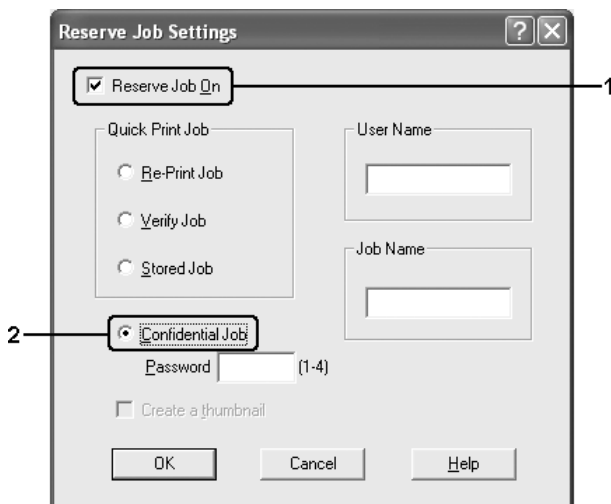 Reserve Job Settings
Reserve Job On
1
Quick Print Job
Re-Print Job
Verify Job
Stored Job
User Name
Job Name
2
Confidential Job
Password
(1-4)
Create a thumbnail
OK
Cancel
Help